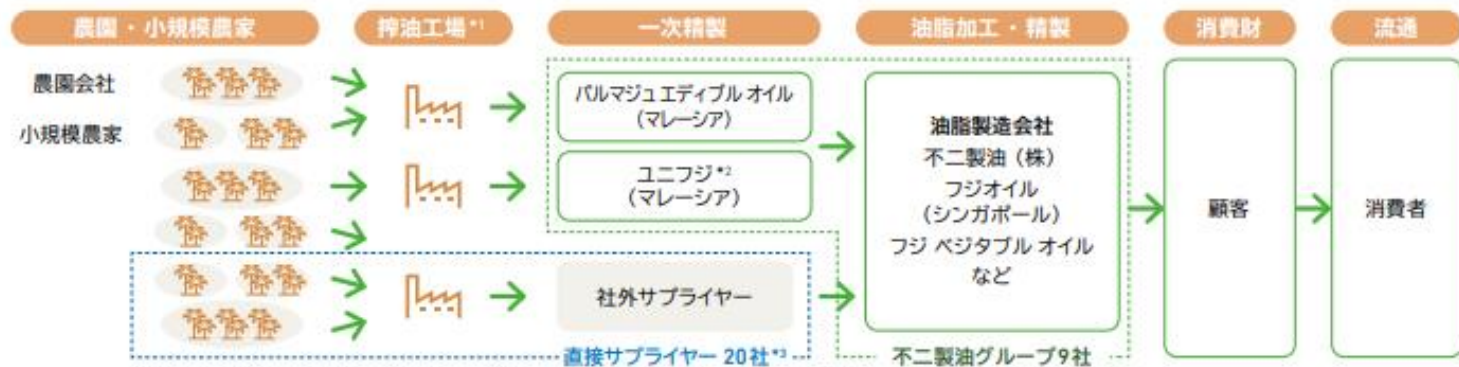 農園・小規模農家
搾油工場*1
一次精製
油脂加工・精製
消費財
流通
農園会社
小規模農家
パルマジュエディブル オイル
(マレーシア)
ユニフジ*2
(マレーシア)
社外サプライヤー
直接サプライヤー 20社*3
油脂製造会社
不二製油(株)
フジオイル
(シンガポール)
フジ ベジタブル オイル
など
不二製油グループ9社
顧客
消費者